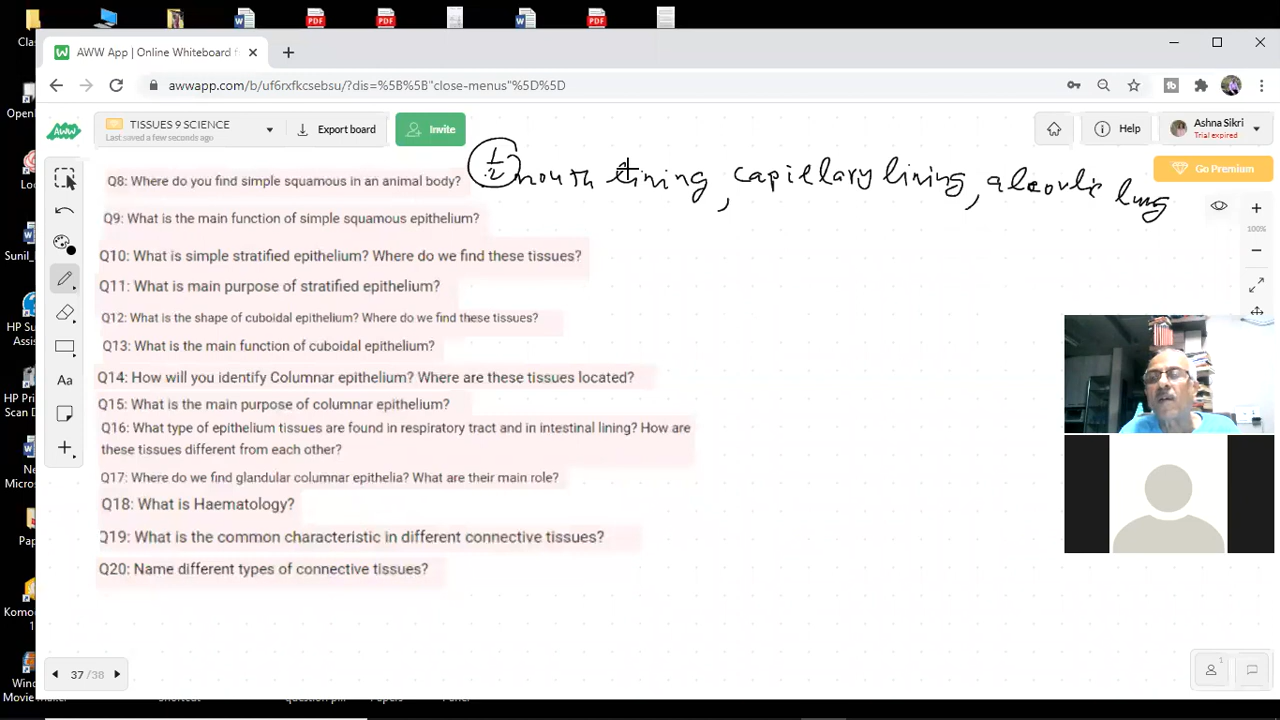 AWW App | Online Whiteboard f
awwapp.com/b/uf6rxfkcsebsu/?dis=%5B%5B"close-menus"%5D%5D
AWW
TISSUES 9 SCIENCE
Last saved a few seconds ago
Export board
Invite
Help
Ashna Sikri
Trial expired
Go Premium
100%
mouth lining, capillary lining, aleovlic lung
Q8: Where do you find simple squamous in an animal body?
Q9: What is the main function of simple squamous epithelium?
Q10: What is simple stratified epithelium? Where do we find these tissues?
Q11: What is main purpose of stratified epithelium?
Q12: What is the shape of cuboidal epithelium? Where do we find these tissues?
Q13: What is the main function of cuboidal epithelium?
Q14: How will you identify Columnar epithelium? Where are these tissues located?
Q15: What is the main purpose of columnar epithelium?
Q16: What type of epithelium tissues are found in respiratory tract and in intestinal lining? How are
these tissues different from each other?
Q17: Where do we find glandular columnar epithelia? What are their main role?
Q18: What is Haematology?
Q19: What is the common characteristic in different connective tissues?
Q20: Name different types of connective tissues?
Aa
37 /38
1